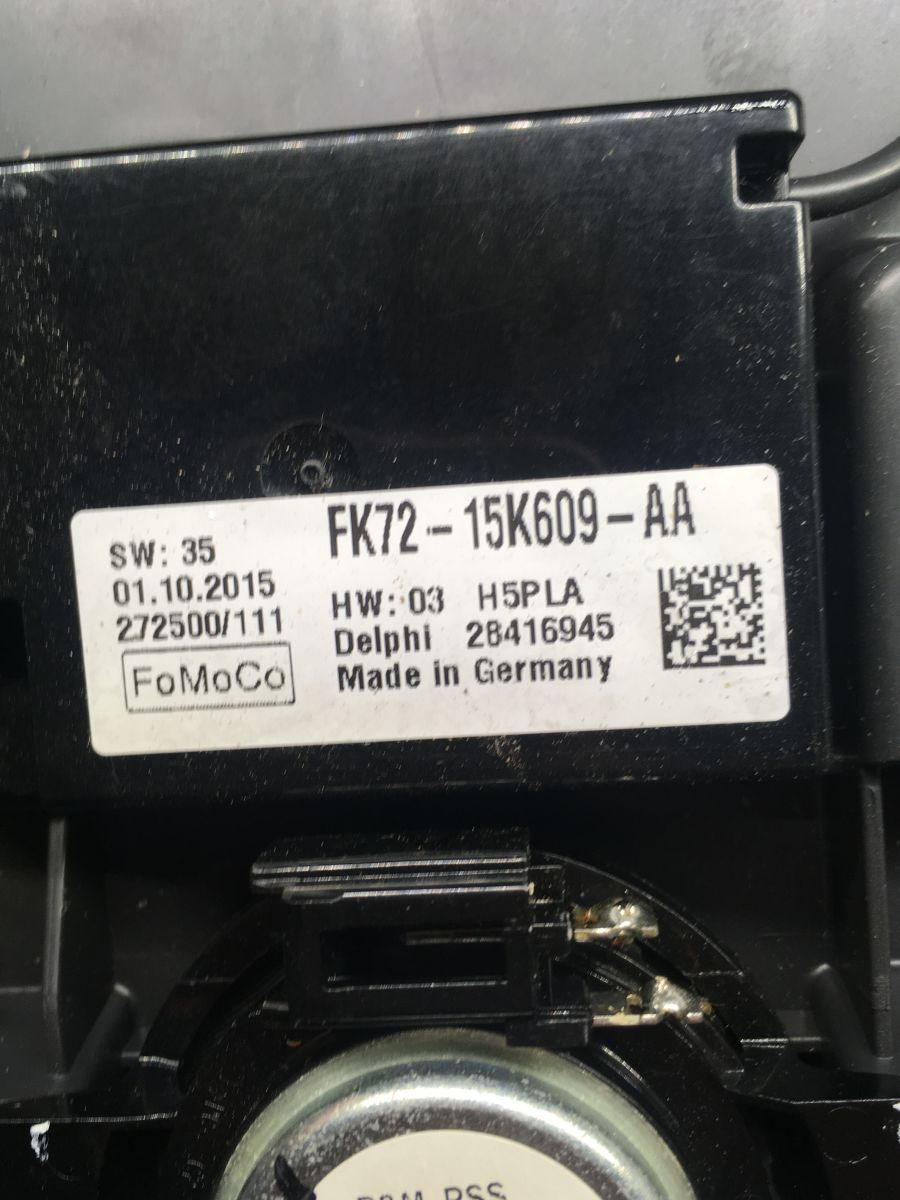 FK72-15K609-AA
SW: 35
01.10.2015
272500/111
FoMoCo
HW: 03 H5PLA
Delphi 28416945
Made in Germany